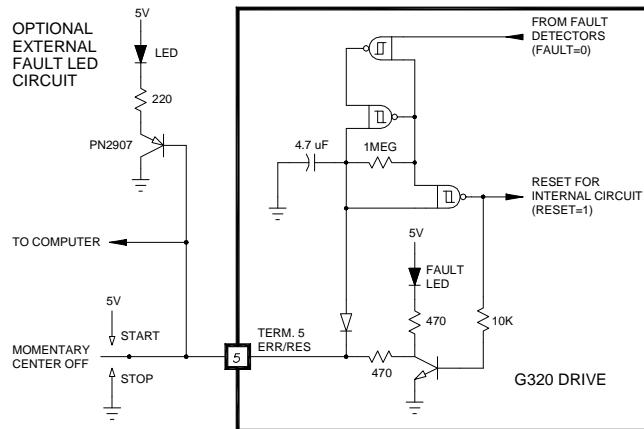 OPTIONAL
EXTERNAL
FAULT LED
CIRCUIT
5V
LED
220
PN2907
TO COMPUTER
5V
START
MOMENTARY
CENTER OFF
STOP
5
TERM. 5
ERR/RES
FROM FAULT
DETECTORS
(FAULT=0)
4.7 uF
1MEG
RESET FOR
INTERNAL CIRCUIT
(RESET=1)
5V
FAULT
LED
470
10K
470
G320 DRIVE